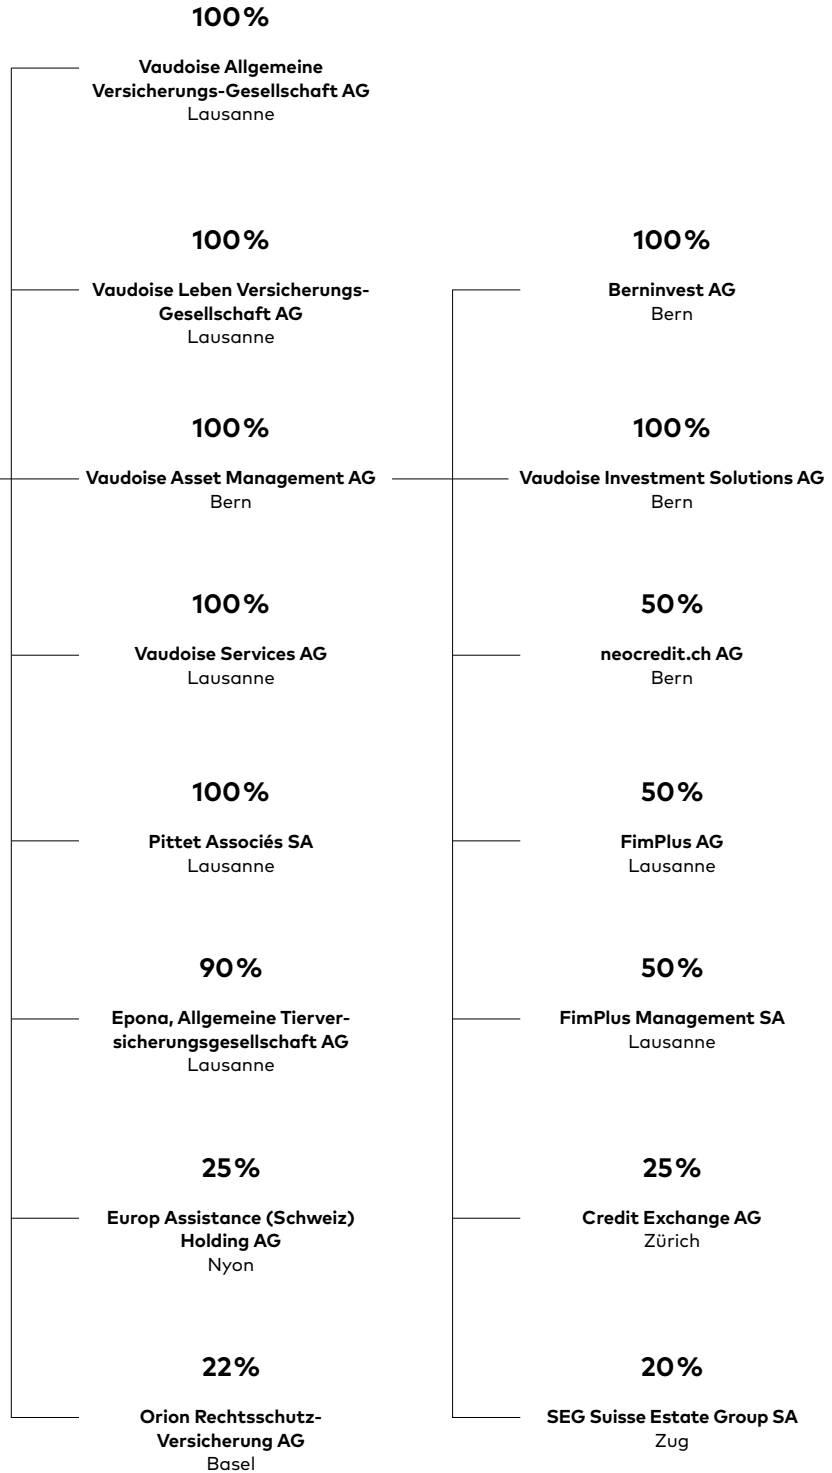 100%
Vaudoise Allgemeine
Versicherungs-Gesellschaft AG
Lausanne
100%
Vaudoise Leben Versicherungs-
Gesellschaft AG
Lausanne
100%
Vaudoise Asset Management AG
Bern
100%
Vaudoise Services AG
Lausanne
100%
Pittet Associés SA
Lausanne
90%
Epona, Allgemeine Tierver-
sicherungsgesellschaft AG
Lausanne
25%
Europ Assistance (Schweiz)
Holding AG
Nyon
22%
Orion Rechtsschutz-
Versicherung AG
Basel
100%
Berninvest AG
Bern
100%
Vaudoise Investment Solutions AG
Bern
50%
neocredit.ch AG
Bern
50%
FimPlus AG
Lausanne
50%
FimPlus Management SA
Lausanne
25%
Credit Exchange AG
Zürich
20%
SEG Suisse Estate Group SA
Zug